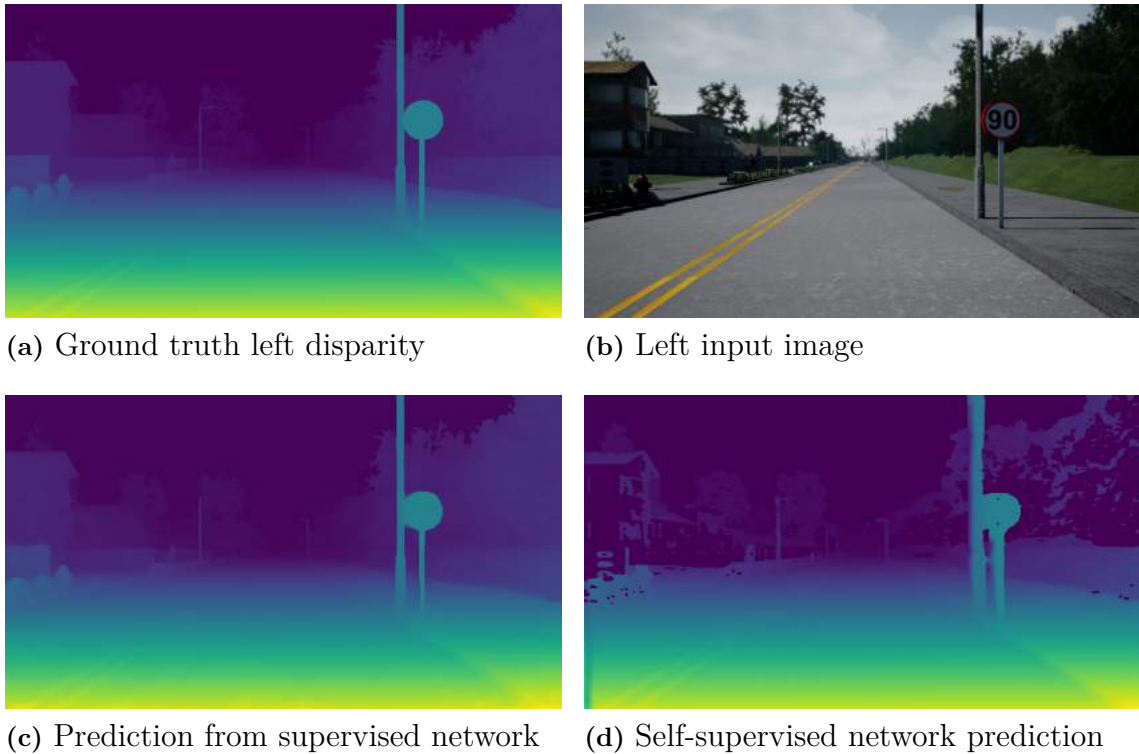 90
(a) Ground truth left disparity
(b) Left input image
(c) Prediction from supervised network
(d) Self-supervised network prediction